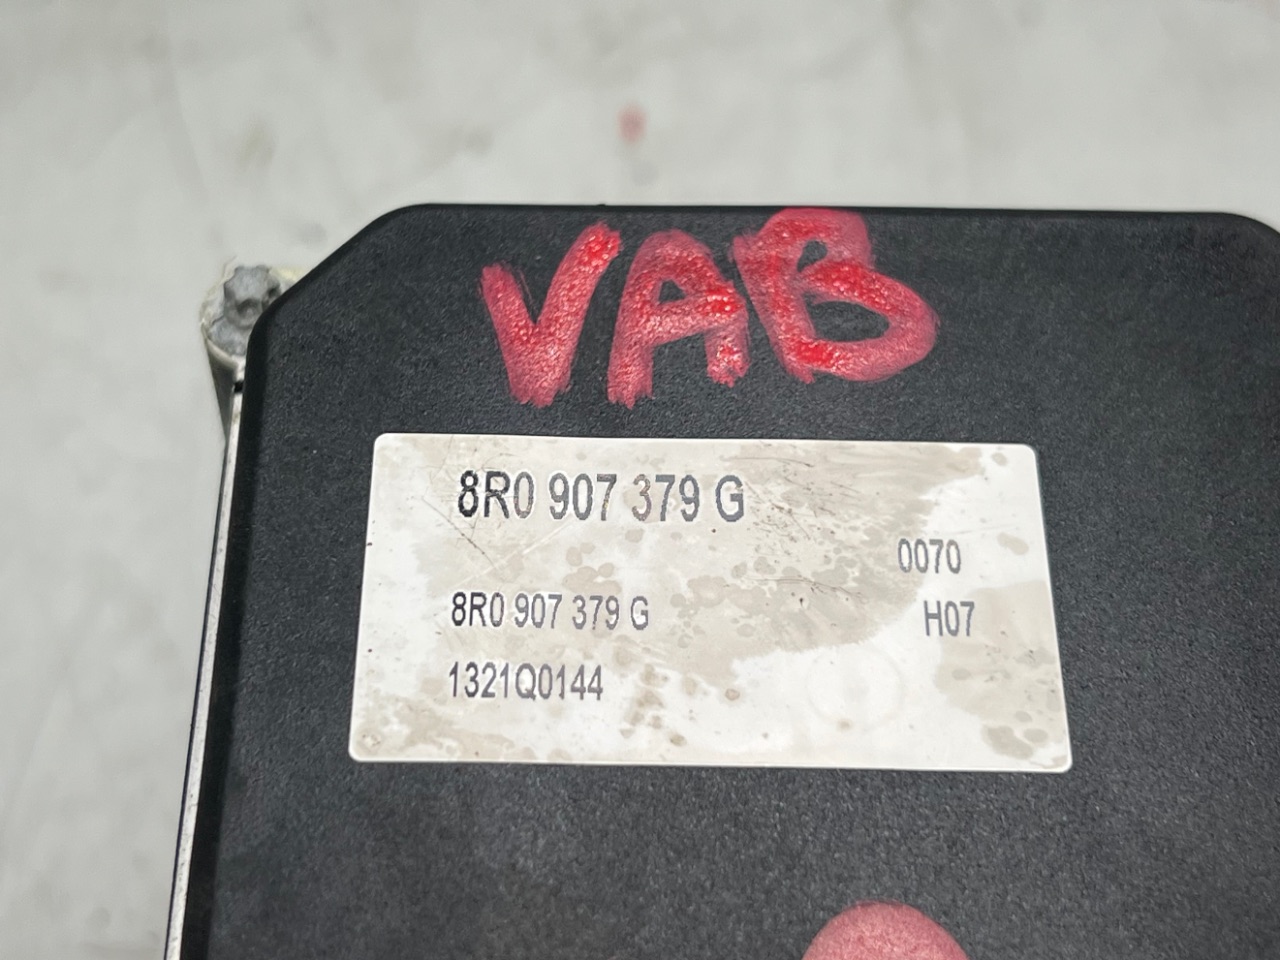 VAB
8R0 907 379 G
0070
8R0 907 379 G H07
1321Q0144